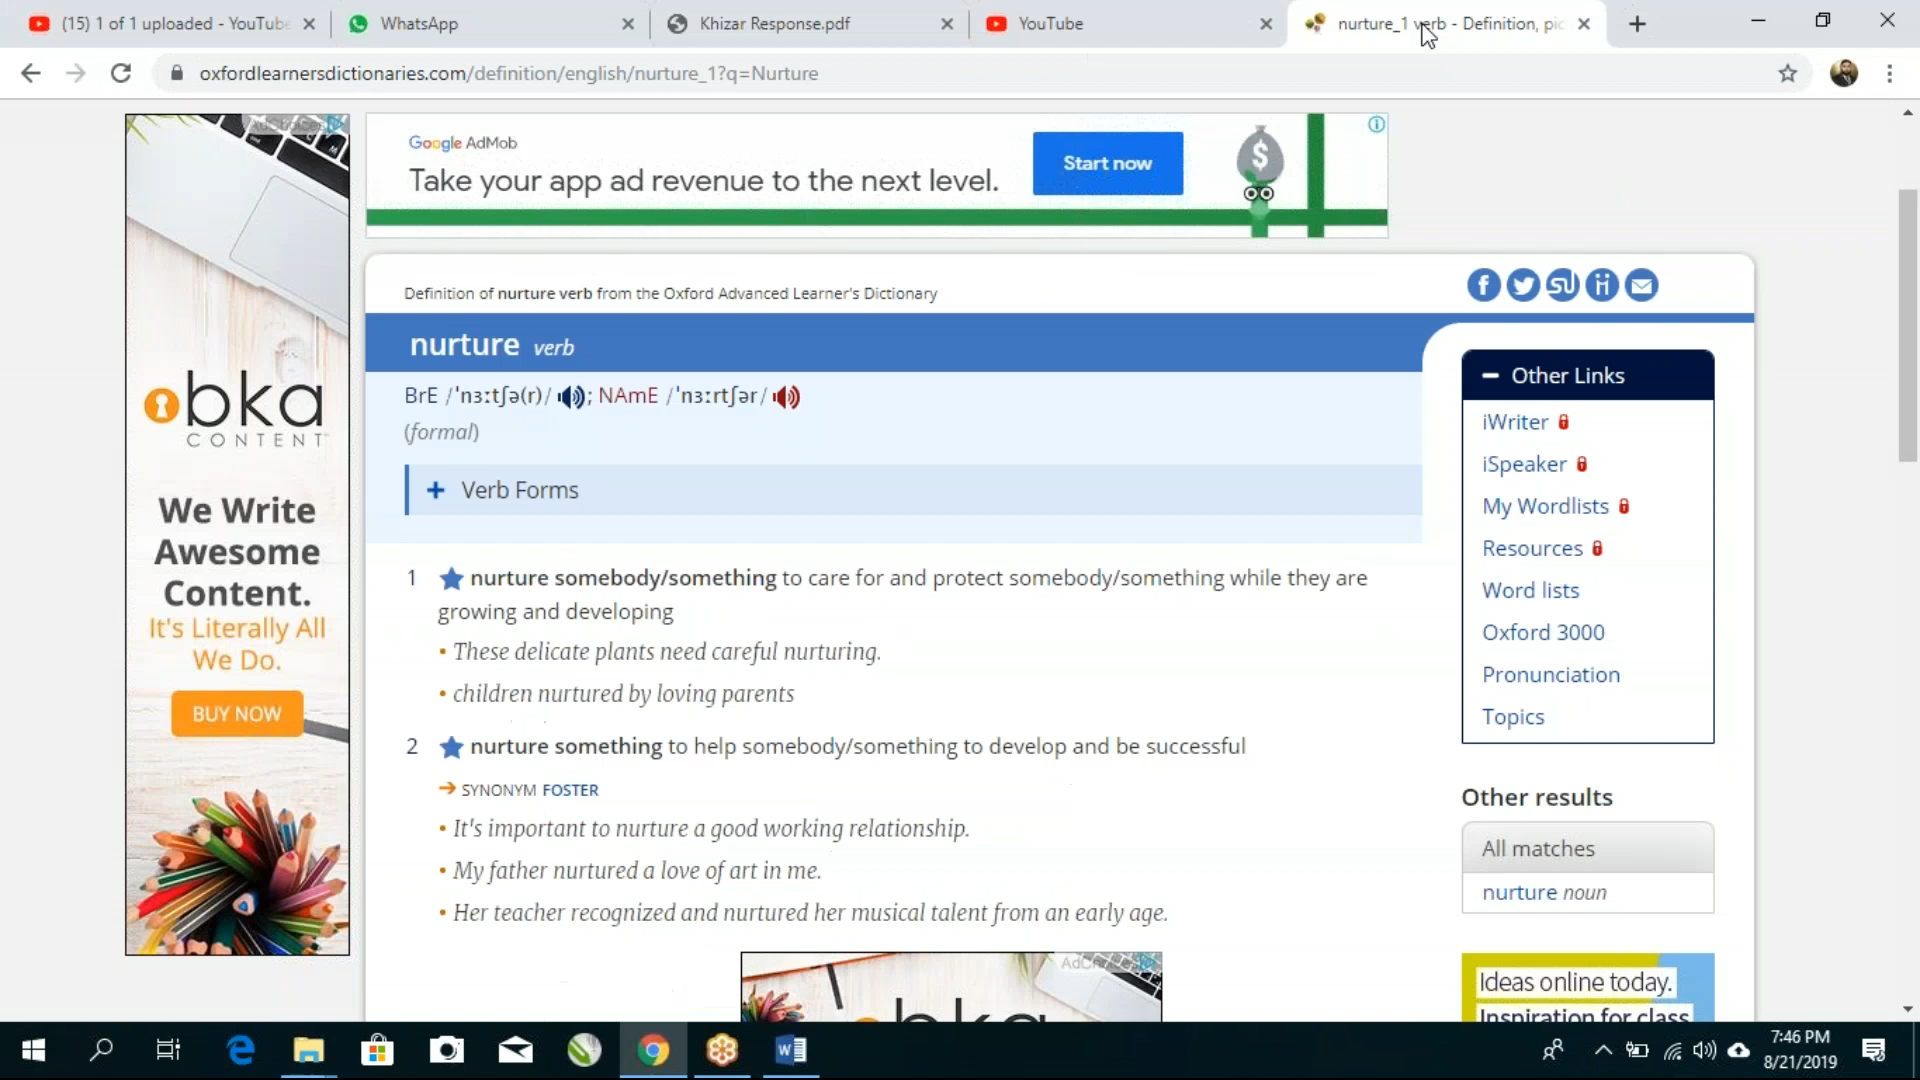 (15) 1 of 1 uploaded - YouTube
WhatsApp
Khizar Response.pdf
YouTube
nurture_1 verb - Definition, pic
oxfordlearnersdictionaries.com/definition/english/nurture_1?q=Nurture
AdChoices
bka
CONTENT
We Write
Awesome
Content.
It's Literally All
We Do.
BUY NOW
Google AdMob
Take your app ad revenue to the next level.
Start now
Definition of nurture verb from the Oxford Advanced Learner's Dictionary
nurture verb
BrE /ˈnɜːtʃə(r)/ ; NAmE /ˈnɜːrtʃər/
(formal)
+ Verb Forms
1 nurture somebody/something to care for and protect somebody/something while they are
growing and developing
• These delicate plants need careful nurturing.
• children nurtured by loving parents
2 nurture something to help somebody/something to develop and be successful
→ SYNONYM FOSTER
• It's important to nurture a good working relationship.
• My father nurtured a love of art in me.
• Her teacher recognized and nurtured her musical talent from an early age.
Other Links
iWriter
iSpeaker
My Wordlists
Resources
Word lists
Oxford 3000
Pronunciation
Topics
Other results
All matches
nurture noun
Ideas online today.
Inspiration for class
bka
7:46 PM
8/21/2019